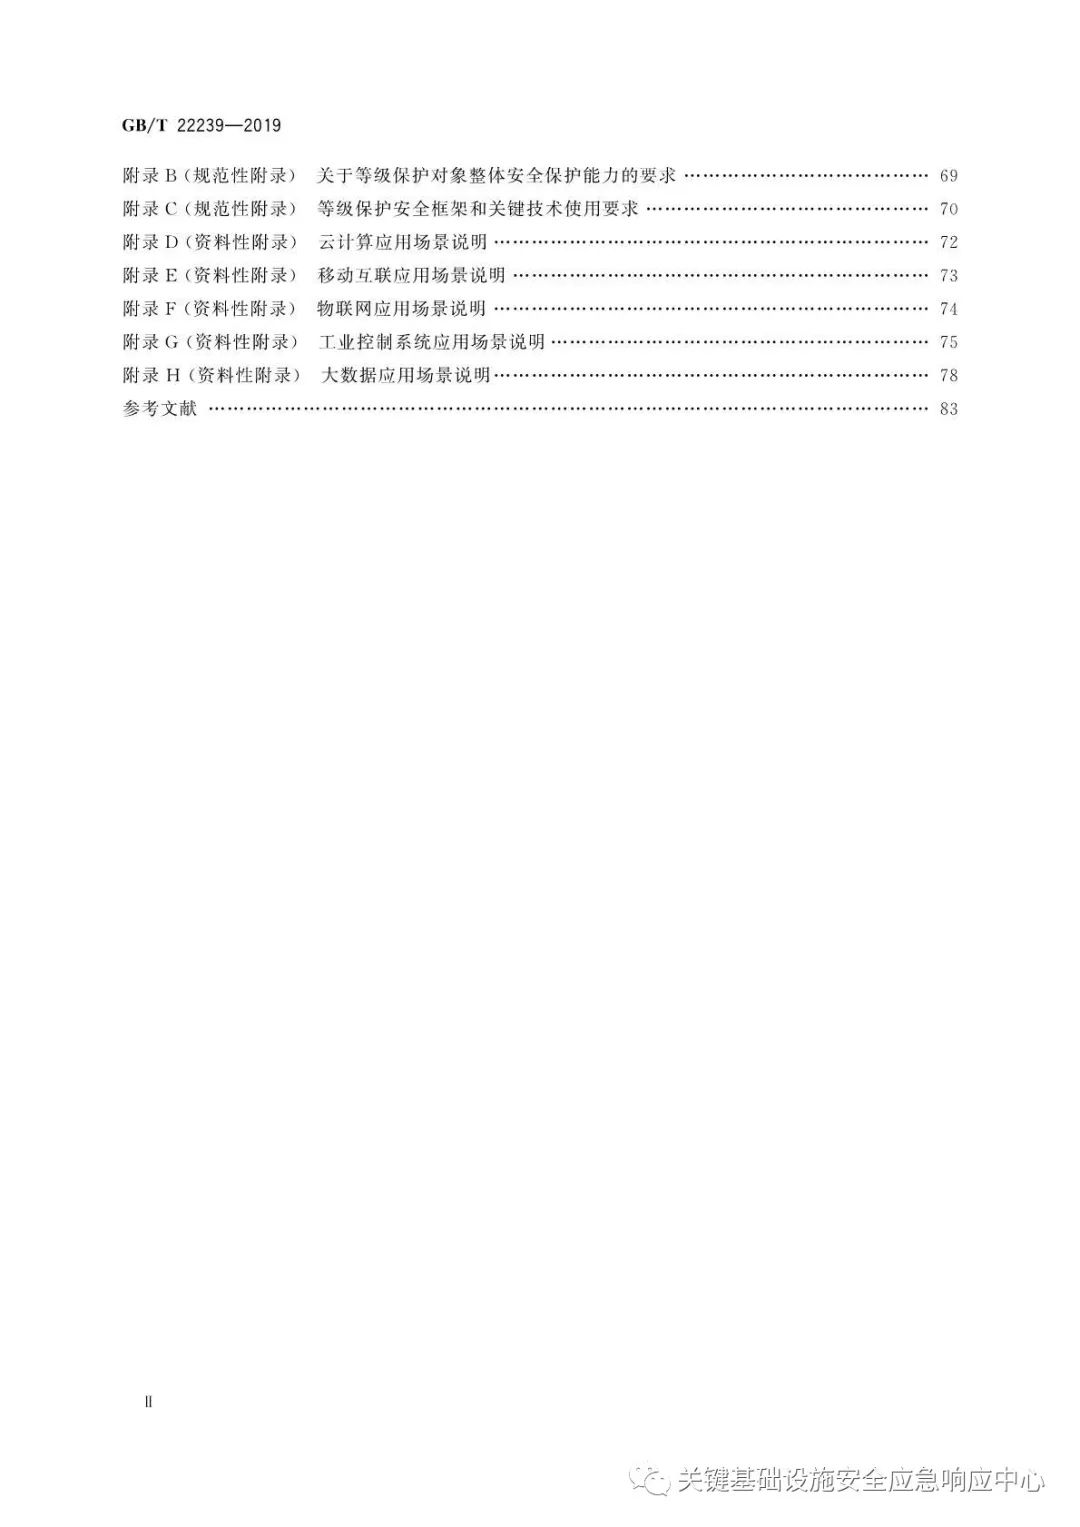 GB/T 22239—2019
附录 B（规范性附录） 关于等级保护对象整体安全保护能力的要求 …………………………………… 69
附录 C（规范性附录） 等级保护安全框架和关键技术使用要求 ………………………………………… 70
附录 D（资料性附录） 云计算应用场景说明 ……………………………………………………………… 72
附录 E（资料性附录） 移动互联应用场景说明 …………………………………………………………… 73
附录 F（资料性附录） 物联网应用场景说明 ……………………………………………………………… 74
附录 G（资料性附录） 工业控制系统应用场景说明 ……………………………………………………… 75
附录 H（资料性附录） 大数据应用场景说明 ……………………………………………………………… 78
参考文献 ………………………………………………………………………………………………………… 83
Ⅱ
关键基础设施安全应急响应中心